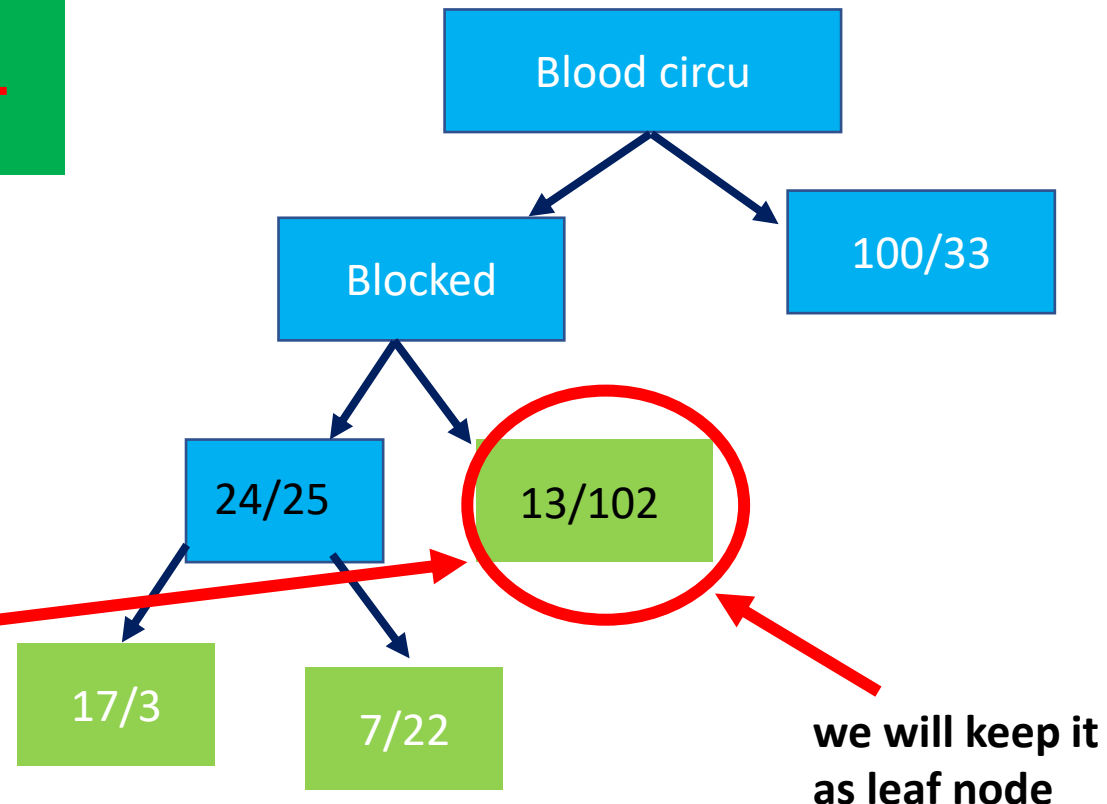 Blood circu
Blocked
100/33
24/25
13/102
17/3
7/22
we will keep it
as leaf node